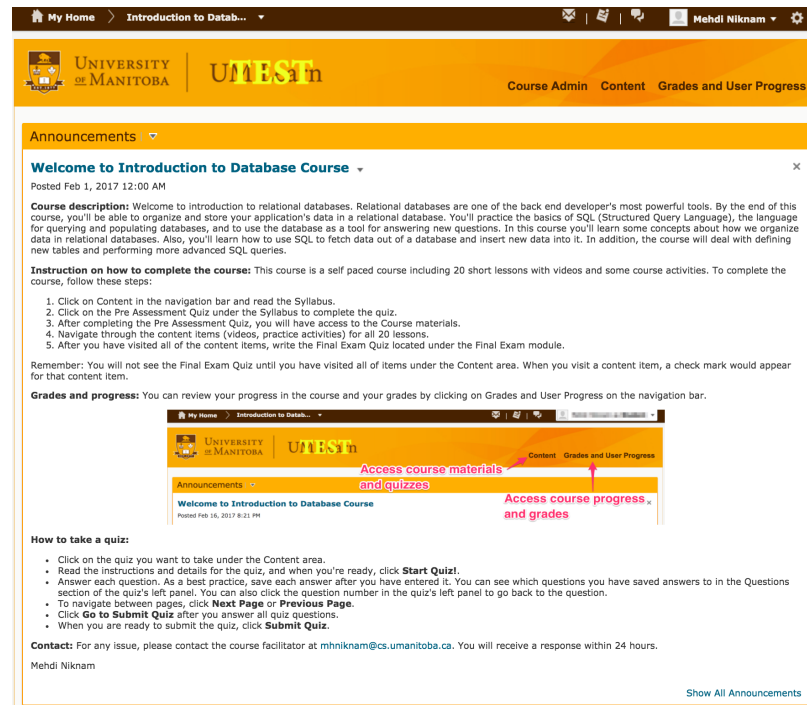 My Home Introduction to Datab...
Mehdi Niknam
UNIVERSITY
OF MANITOBA
UM Learn
TEST
Course Admin Content Grades and User Progress
Announcements
Welcome to Introduction to Database Course
Posted Feb 1, 2017 12:00 AM
Course description: Welcome to introduction to relational databases. Relational databases are one of the back end developer's most powerful tools. By the end of this
course, you'll be able to organize and store your application's data in a relational database. You'll practice the basics of SQL (Structured Query Language), the language
for querying and populating databases, and to use the database as a tool for answering new questions. In this course you'll learn some concepts about how we organize
data in relational databases. Also, you'll learn how to use SQL to fetch data out of a database and insert new data into it. In addition, the course will deal with defining
new tables and performing more advanced SQL queries.
Instruction on how to complete the course: This course is a self paced course including 20 short lessons with videos and some course activities. To complete the
course, follow these steps:
1. Click on Content in the navigation bar and read the Syllabus.
2. Click on the Pre Assessment Quiz under the Syllabus to complete the quiz.
3. After completing the Pre Assessment Quiz, you will have access to the Course materials.
4. Navigate through the content items (videos, practice activities) for all 20 lessons.
5. After you have visited all of the content items, write the Final Exam Quiz located under the Final Exam module.
Remember: You will not see the Final Exam Quiz until you have visited all of items under the Content area. When you visit a content item, a check mark would appear
for that content item.
Grades and progress: You can review your progress in the course and your grades by clicking on Grades and User Progress on the navigation bar.
My Home Introduction to Datab...
UNIVERSITY
OF MANITOBA
UM Learn
TEST
Content Grades and User Progress
Access course materials
and quizzes
Announcements
Access course progress
and grades
Welcome to Introduction to Database Course
Posted Feb 16, 2017 8:21 PM
How to take a quiz:
• Click on the quiz you want to take under the Content area.
• Read the instructions and details for the quiz, and when you're ready, click Start Quiz!.
• Answer each question. As a best practice, save each answer after you have entered it. You can see which questions you have saved answers to in the Questions
section of the quiz's left panel. You can also click the question number in the quiz's left panel to go back to the question.
• To navigate between pages, click Next Page or Previous Page.
• Click Go to Submit Quiz after you answer all quiz questions.
• When you are ready to submit the quiz, click Submit Quiz.
Contact: For any issue, please contact the course facilitator at mhniknam@cs.umanitoba.ca. You will receive a response within 24 hours.
Mehdi Niknam
Show All Announcements